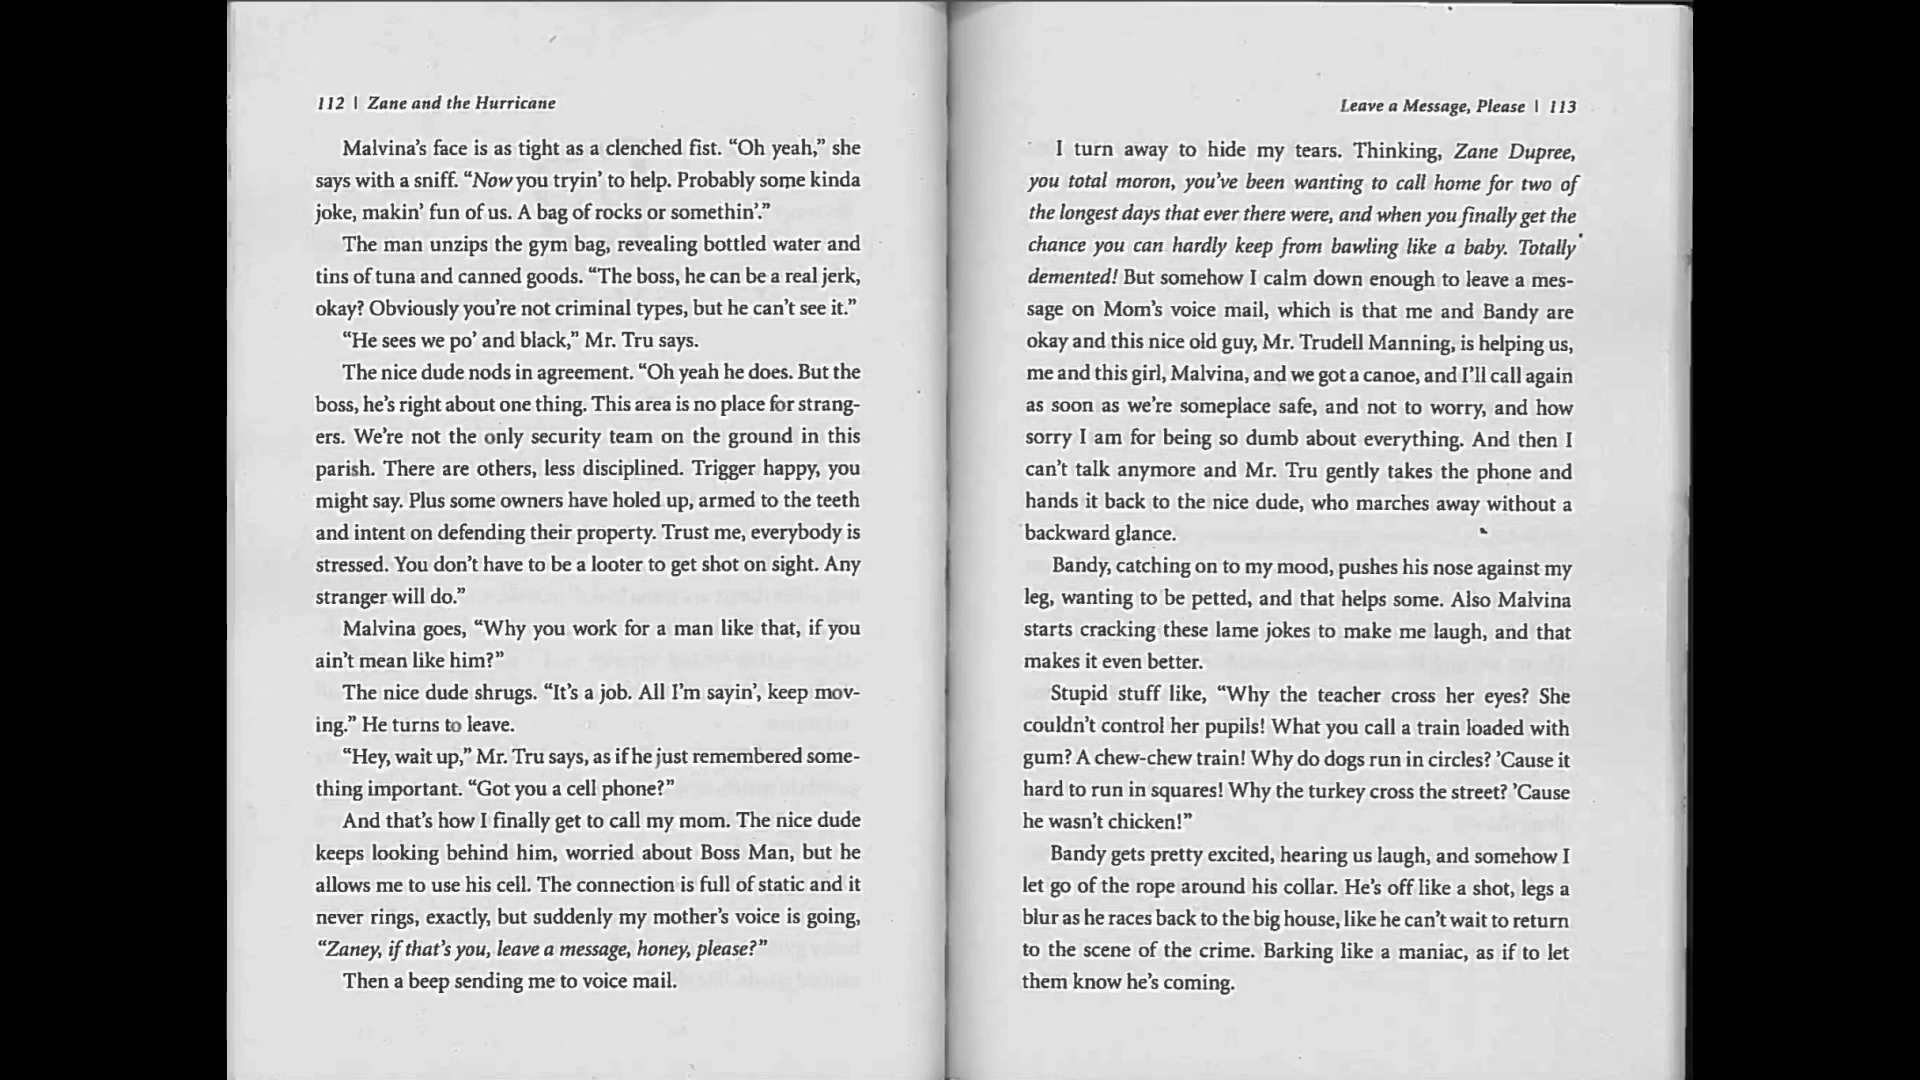 112 | Zane and the Hurricane
Malvina’s face is as tight as a clenched fist. “Oh yeah,” she
says with a sniff. “Now you tryin’ to help. Probably some kinda
joke, makin’ fun of us. A bag of rocks or somethin’.”
The man unzips the gym bag, revealing bottled water and
tins of tuna and canned goods. “The boss, he can be a real jerk,
okay? Obviously you’re not criminal types, but he can’t see it.”
“He sees we po’ and black,” Mr. Tru says.
The nice dude nods in agreement. “Oh yeah he does. But the
boss, he’s right about one thing. This area is no place for strang-
ers. We’re not the only security team on the ground in this
parish. There are others, less disciplined. Trigger happy, you
might say. Plus some owners have holed up, armed to the teeth
and intent on defending their property. Trust me, everybody is
stressed. You don’t have to be a looter to get shot on sight. Any
stranger will do.”
Malvina goes, “Why you work for a man like that, if you
ain’t mean like him?”
The nice dude shrugs. “It’s a job. All I’m sayin’, keep mov-
ing.” He turns to leave.
“Hey, wait up,” Mr. Tru says, as if he just remembered some-
thing important. “Got you a cell phone?”
And that’s how I finally get to call my mom. The nice dude
keeps looking behind him, worried about Boss Man, but he
allows me to use his cell. The connection is full of static and it
never rings, exactly, but suddenly my mother’s voice is going,
“Zaney, if that’s you, leave a message, honey, please?”
Then a beep sending me to voice mail.
Leave a Message, Please | 113
I turn away to hide my tears. Thinking, Zane Dupree,
you total moron, you’ve been wanting to call home for two of
the longest days that ever there were, and when you finally get the
chance you can hardly keep from bawling like a baby. Totally
demented! But somehow I calm down enough to leave a mes-
sage on Mom’s voice mail, which is that me and Bandy are
okay and this nice old guy, Mr. Trudell Manning, is helping us,
me and this girl, Malvina, and we got a canoe, and I’ll call again
as soon as we’re someplace safe, and not to worry, and how
sorry I am for being so dumb about everything. And then I
can’t talk anymore and Mr. Tru gently takes the phone and
hands it back to the nice dude, who marches away without a
backward glance.
Bandy, catching on to my mood, pushes his nose against my
leg, wanting to be petted, and that helps some. Also Malvina
starts cracking these lame jokes to make me laugh, and that
makes it even better.
Stupid stuff like, “Why the teacher cross her eyes? She
couldn’t control her pupils! What you call a train loaded with
gum? A chew-chew train! Why do dogs run in circles? ’Cause it
hard to run in squares! Why the turkey cross the street? ’Cause
he wasn’t chicken!”
Bandy gets pretty excited, hearing us laugh, and somehow I
let go of the rope around his collar. He’s off like a shot, legs a
blur as he races back to the big house, like he can’t wait to return
to the scene of the crime. Barking like a maniac, as if to let
them know he’s coming.